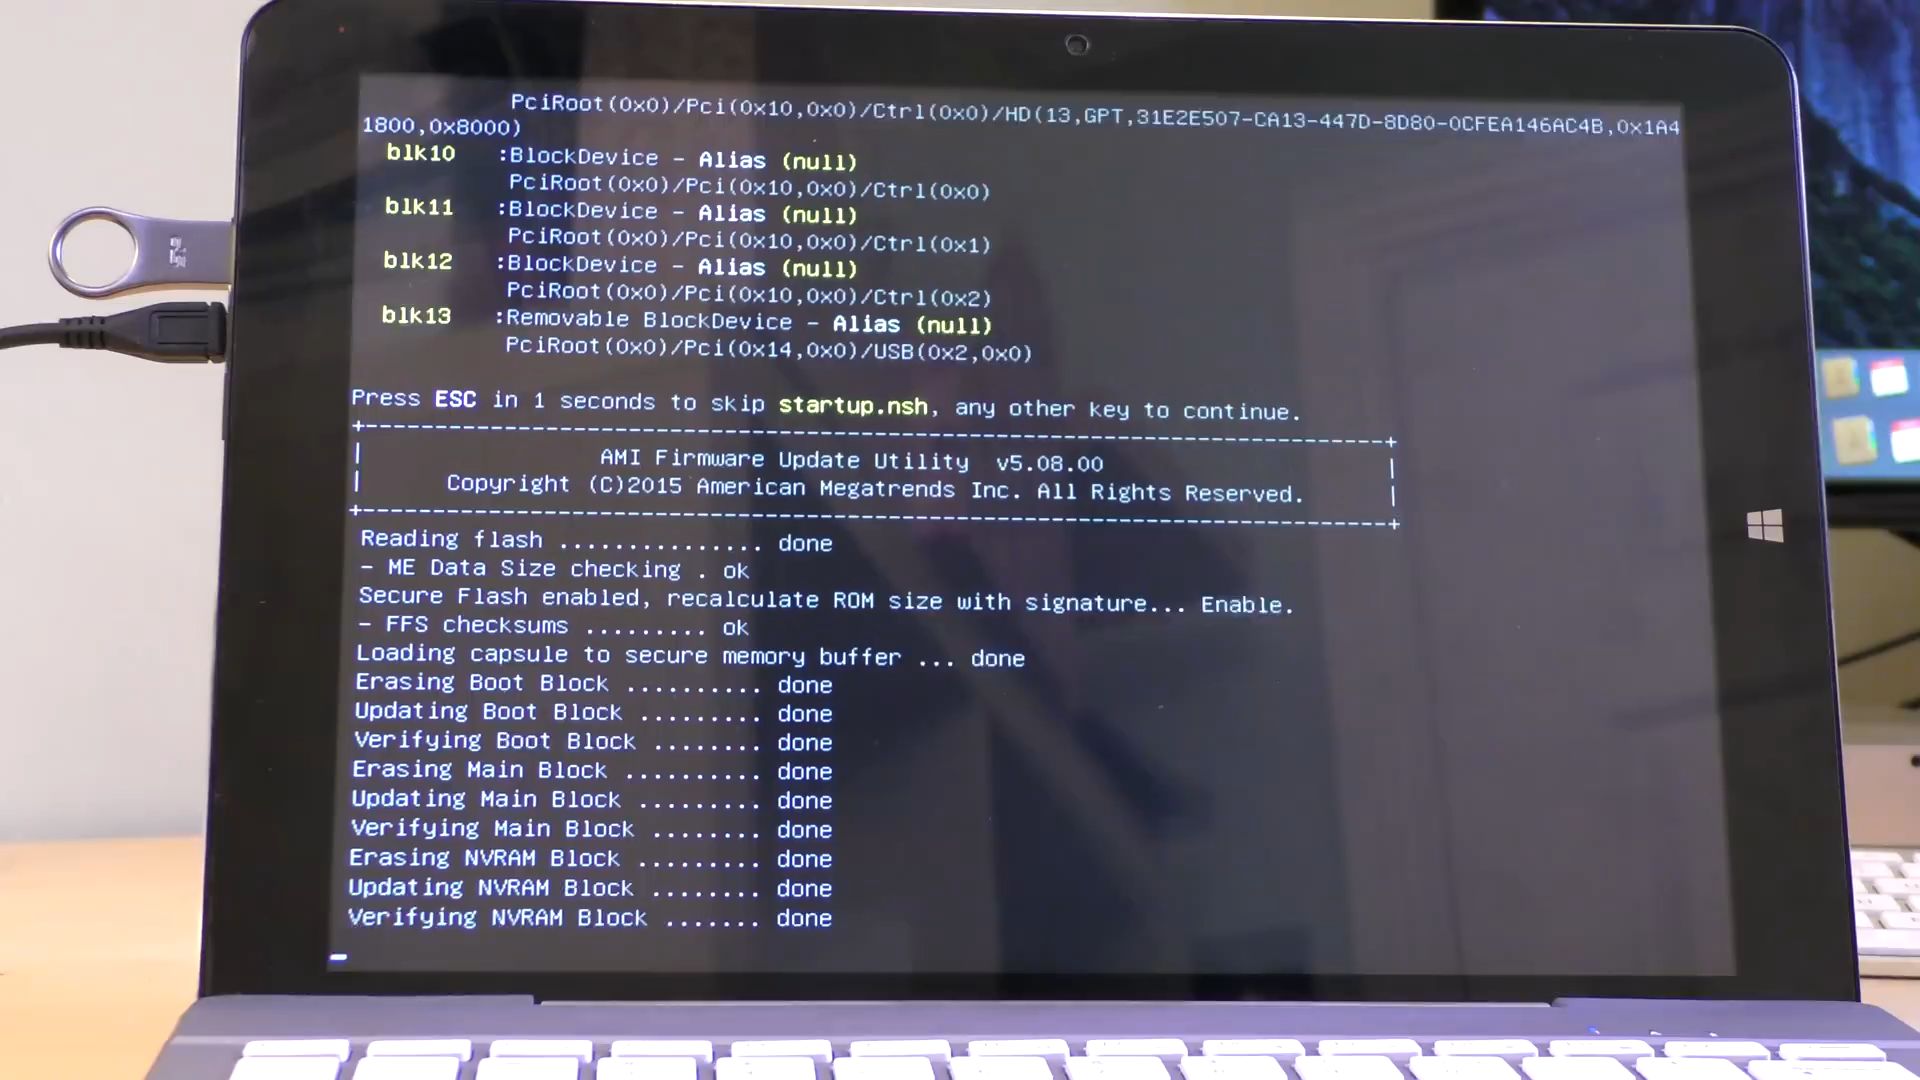 PciRoot(0x0)/Pci(0x10,0x0)/Ctrl(0x0)/HD(13,GPT,31E2E507-CA13-447D-8D80-0CFEA146AC4B,0x1A4
1800,0x8000)
blk10 :BlockDevice - Alias (null)
PciRoot(0x0)/Pci(0x10,0x0)/Ctrl(0x0)
blk11 :BlockDevice - Alias (null)
PciRoot(0x0)/Pci(0x10,0x0)/Ctrl(0x1)
blk12 :BlockDevice - Alias (null)
PciRoot(0x0)/Pci(0x10,0x0)/Ctrl(0x2)
blk13 :Removable BlockDevice - Alias (null)
PciRoot(0x0)/Pci(0x14,0x0)/USB(0x2,0x0)
Press ESC in 1 seconds to skip startup.nsh, any other key to continue.
AMI Firmware Update Utility v5.08.00
Copyright (C)2015 American Megatrends Inc. All Rights Reserved.
Reading flash ............... done
- ME Data Size checking . ok
Secure Flash enabled, recalculate ROM size with signature... Enable.
- FFS checksums ......... ok
Loading capsule to secure memory buffer ... done
Erasing Boot Block .......... done
Updating Boot Block ......... done
Verifying Boot Block ........ done
Erasing Main Block .......... done
Updating Main Block ......... done
Verifying Main Block ........ done
Erasing NVRAM Block ......... done
Updating NVRAM Block ........ done
Verifying NVRAM Block ....... done